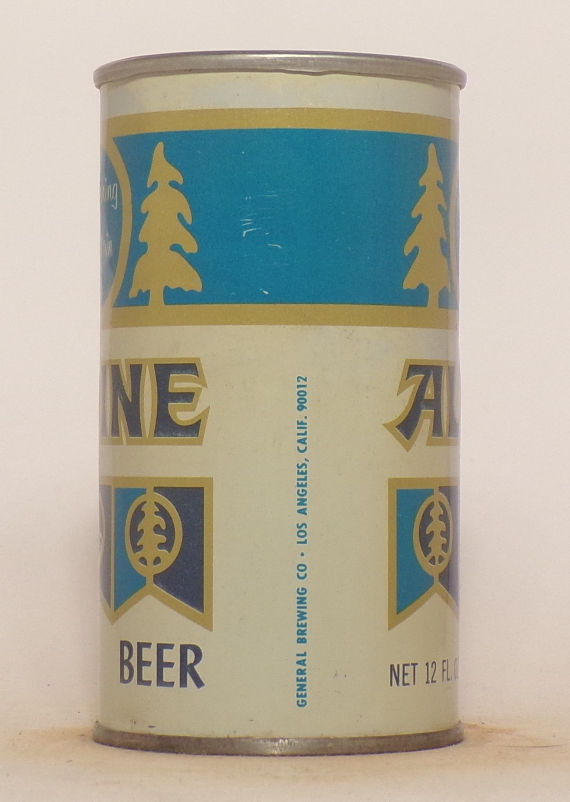 INE
AL
BEER
GENERAL BREWING CO • LOS ANGELES, CALIF. 90012
NET 12 FL.